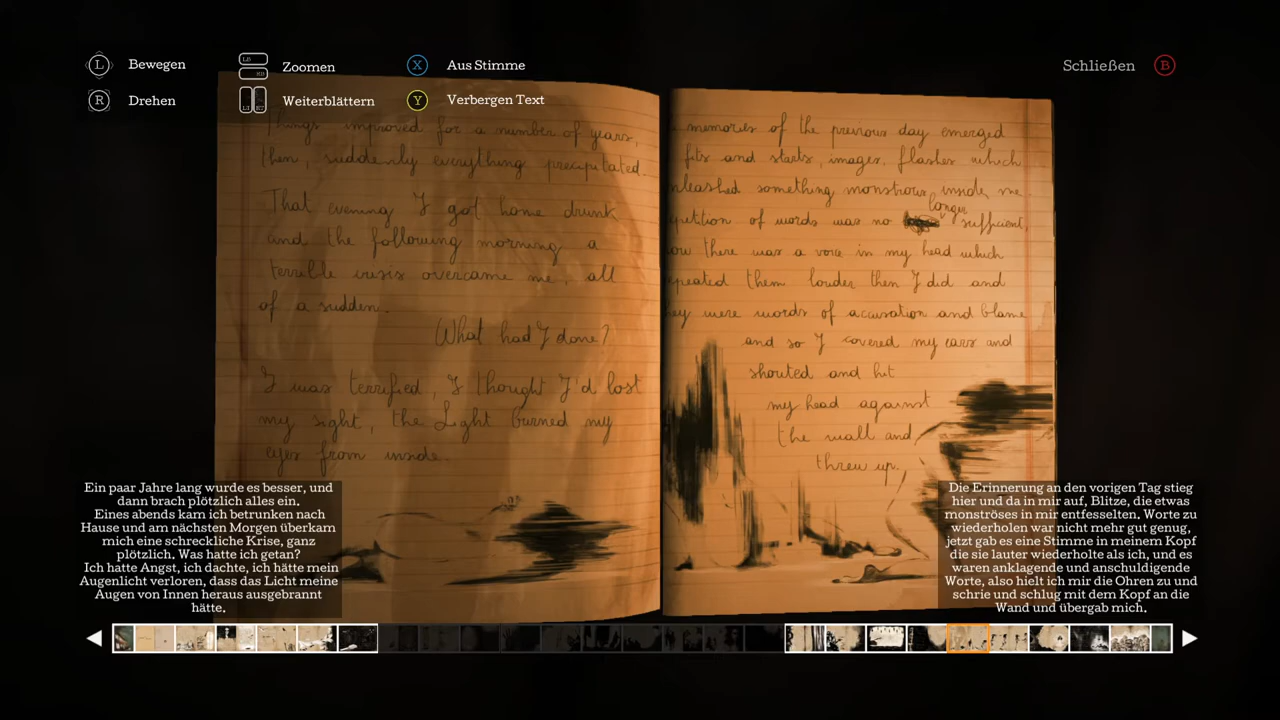 Bewegen
Zoomen
Aus Stimme
Schließen
Drehen
Weiterblättern
Verbergen Text
L
R
LB
RB
LT
RT
X
Y
B
Things improved for a number of years,
then, suddenly everything precipitated.
That evening I got home drunk
and the following morning a
terrible crisis overcame me, all
of a sudden.
What had I done?
I was terrified, I thought I'd lost
my sight, the Light burned my
eyes from inside.
memories of the previous day emerged
fits and starts, images, flashes which
nleashed something monstrous inside me.
petition of words was no longer sufficient,
ow there was a voice in my head which
epeated them louder then I did and
hey were words of accusation and blame
and so I covered my ears and
shouted and hit
my head against
the wall and
threw up.
Ein paar Jahre lang wurde es besser, und
dann brach plötzlich alles ein.
Eines abends kam ich betrunken nach
Hause und am nächsten Morgen überkam
mich eine schreckliche Krise, ganz
plötzlich. Was hatte ich getan?
Ich hatte Angst, ich dachte, ich hätte mein
Augenlicht verloren, dass das Licht meine
Augen von Innen heraus ausgebrannt
hätte.
Die Erinnerung an den vorigen Tag stieg
hier und da in mir auf, Blitze, die etwas
monströses in mir entfesselten. Worte zu
wiederholen war nicht mehr gut genug,
jetzt gab es eine Stimme in meinem Kopf
die sie lauter wiederholte als ich, und es
waren anklagende und anschuldigende
Worte, also hielt ich mir die Ohren zu und
schrie und schlug mit dem Kopf an die
Wand und übergab mich.